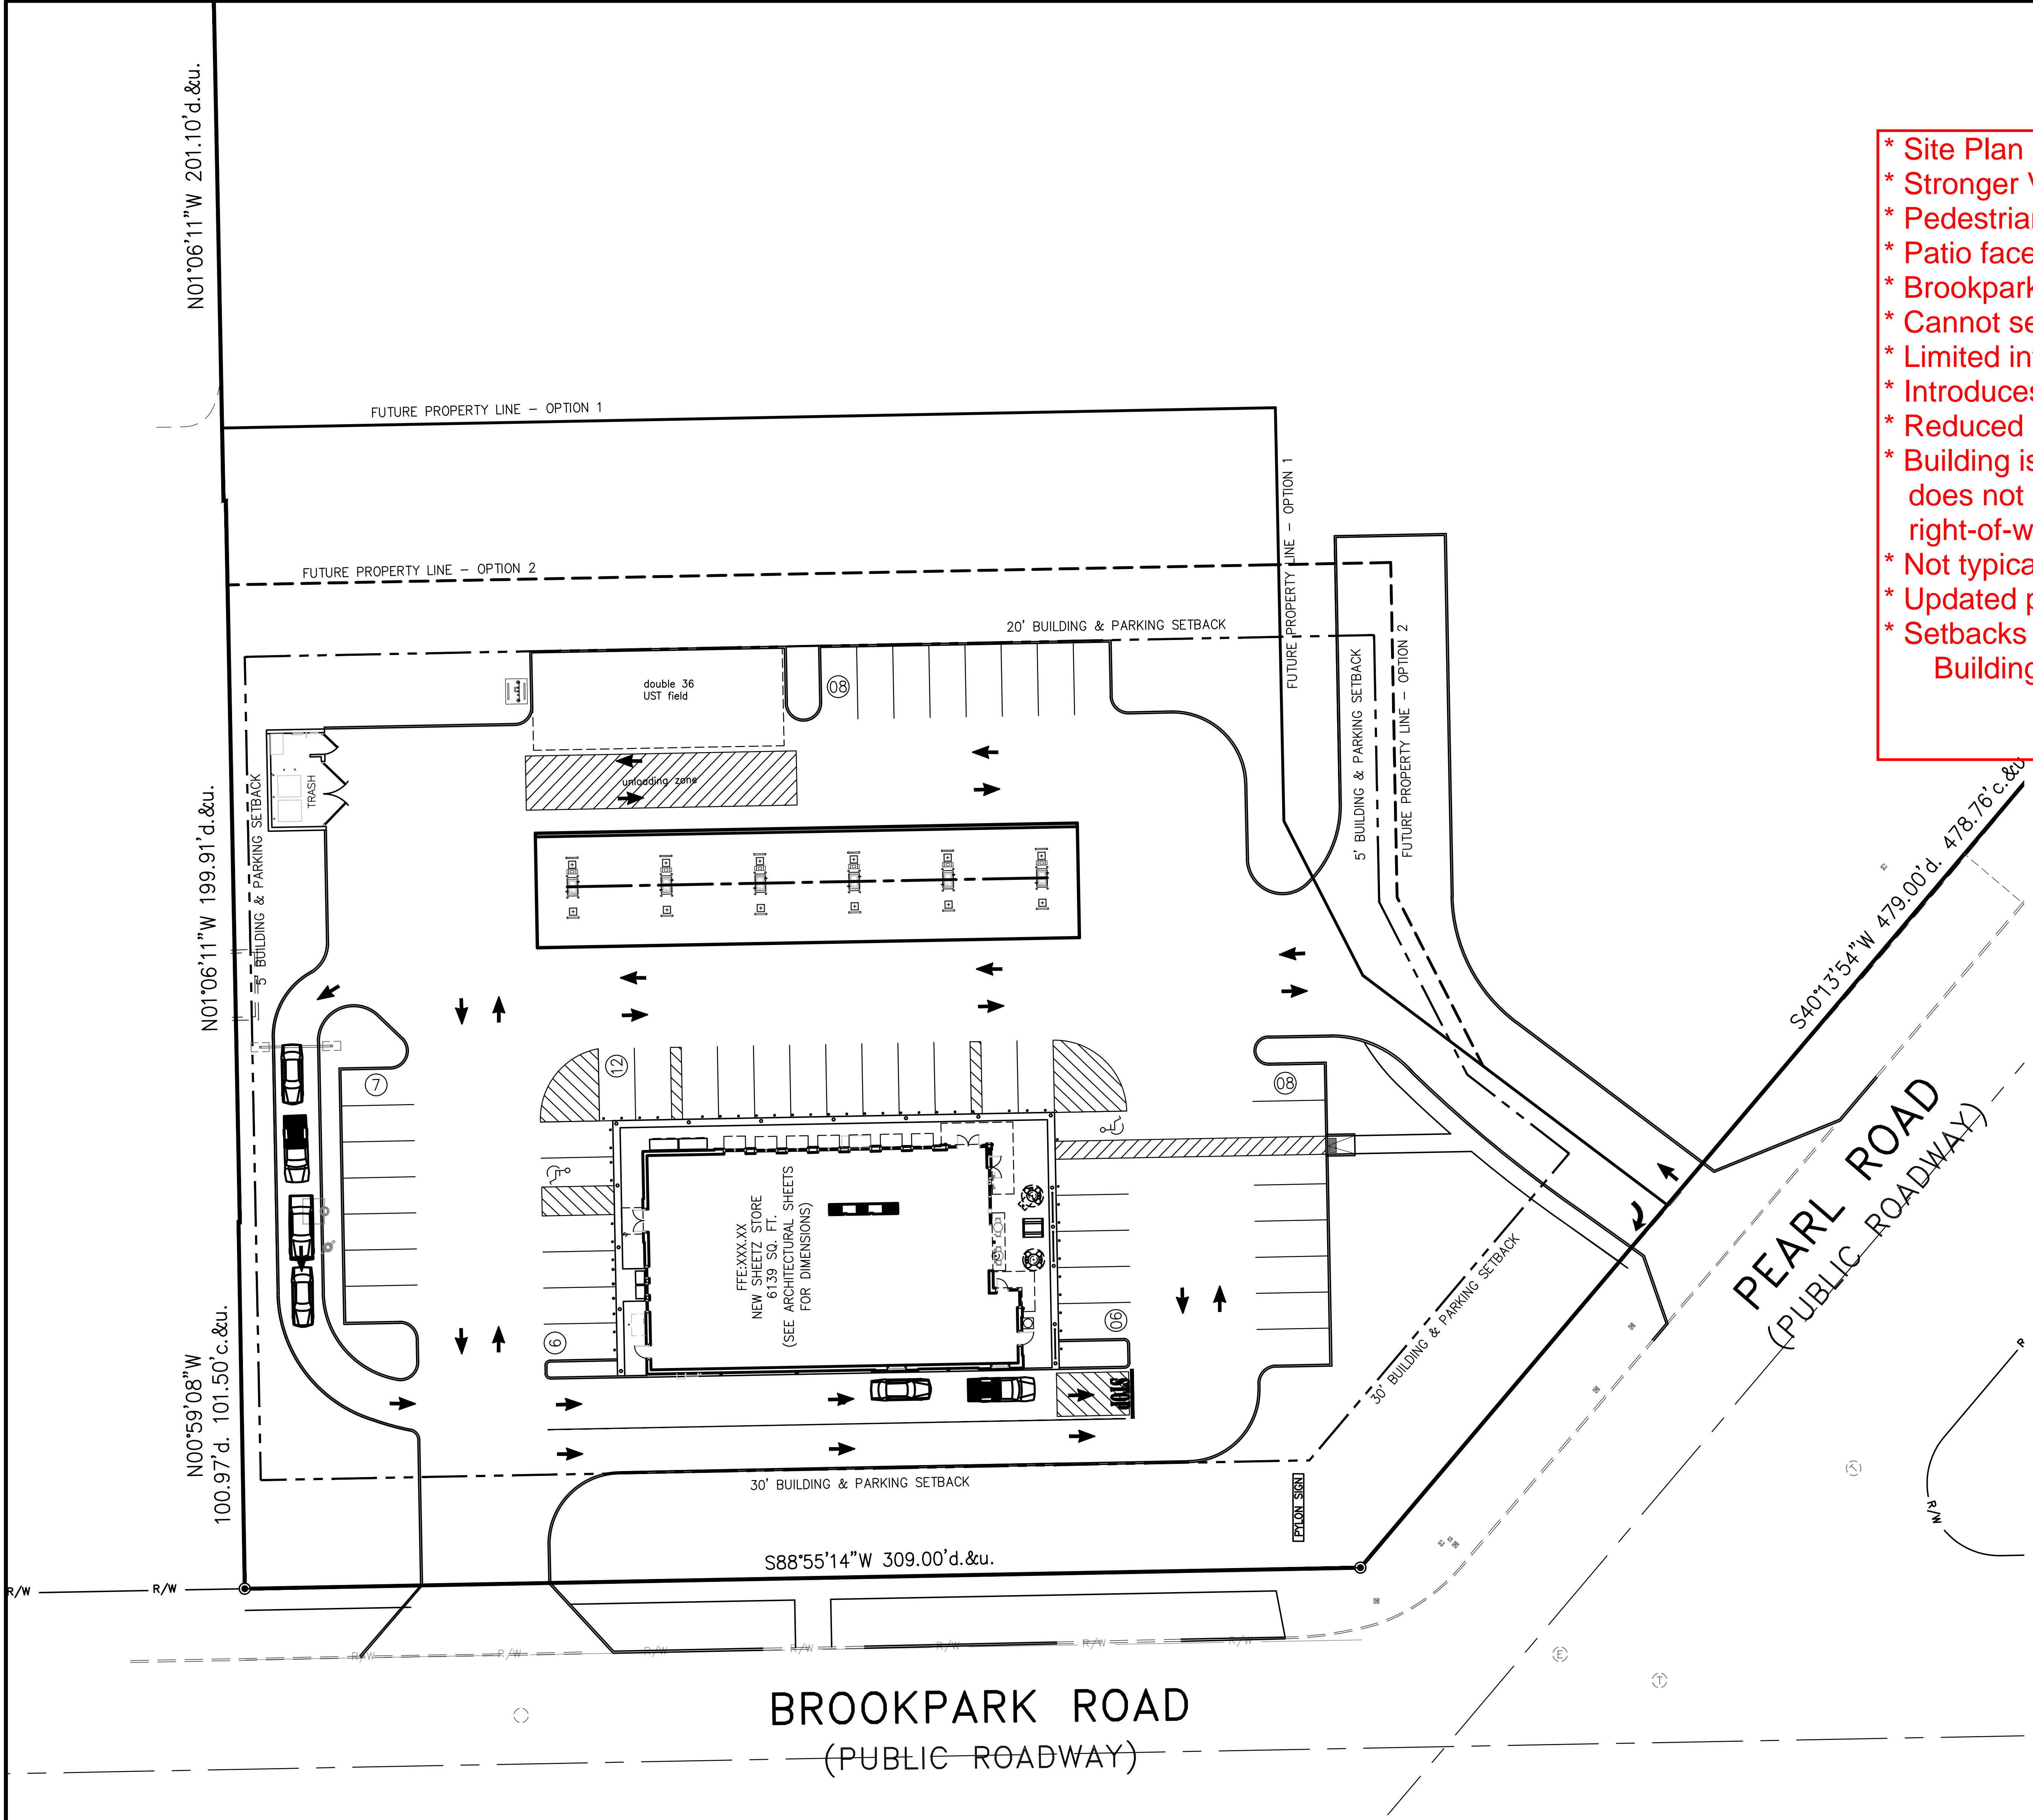 N01°06'11"W 201.10'd.&u.
* Site Plan
* Stronger
* Pedestria
* Patio face
* Brookpark
* Cannot se
* Limited in
* Introduces
* Reduced
* Building is
does not
right-of-w
* Not typica
* Updated p
* Setbacks
Building
FUTURE PROPERTY LINE – OPTION 1
FUTURE PROPERTY LINE – OPTION 1
FUTURE PROPERTY LINE – OPTION 2
20' BUILDING & PARKING SETBACK
5' BUILDING & PARKING SETBACK
FUTURE PROPERTY LINE – OPTION 2
double 36
UST field
08
unloading zone
TRASH
N01°06'11"W 199.91'd.&u.
5' BUILDING & PARKING SETBACK
S40°13'54"W 479.00'd. 478.76'c.&u
7
12
08
FFE:XXX.XX
NEW SHEETZ STORE
6139 SQ. FT.
(SEE ARCHITECTURAL SHEETS
FOR DIMENSIONS)
6
06
STOP
PEARL ROAD
(PUBLIC ROADWAY)
30' BUILDING & PARKING SETBACK
N00°59'08"W
100.97'd. 101.50'c.&u.
30' BUILDING & PARKING SETBACK
PYLON SIGN
S88°55'14"W 309.00'd.&u.
R/W
R/W
R/W
R/W
R/W
R/W
R/W
R/W
R/W
R
R/W
T
E
T
BROOKPARK ROAD
(PUBLIC ROADWAY)